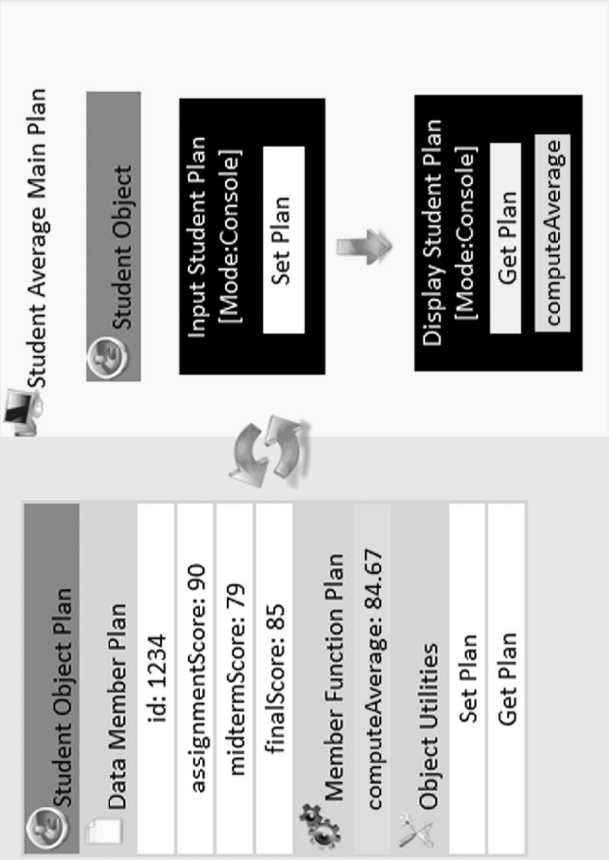 Student Object Plan
Data Member Plan
id: 1234
assignmentScore: 90
midtermScore: 79
finalScore: 85
Member Function Plan
computeAverage: 84.67
Object Utilities
Set Plan
Get Plan
Student Average Main Plan
Student Object
Input Student Plan
[Mode:Console]
Set Plan
Display Student Plan
[Mode:Console]
Get Plan
computeAverage